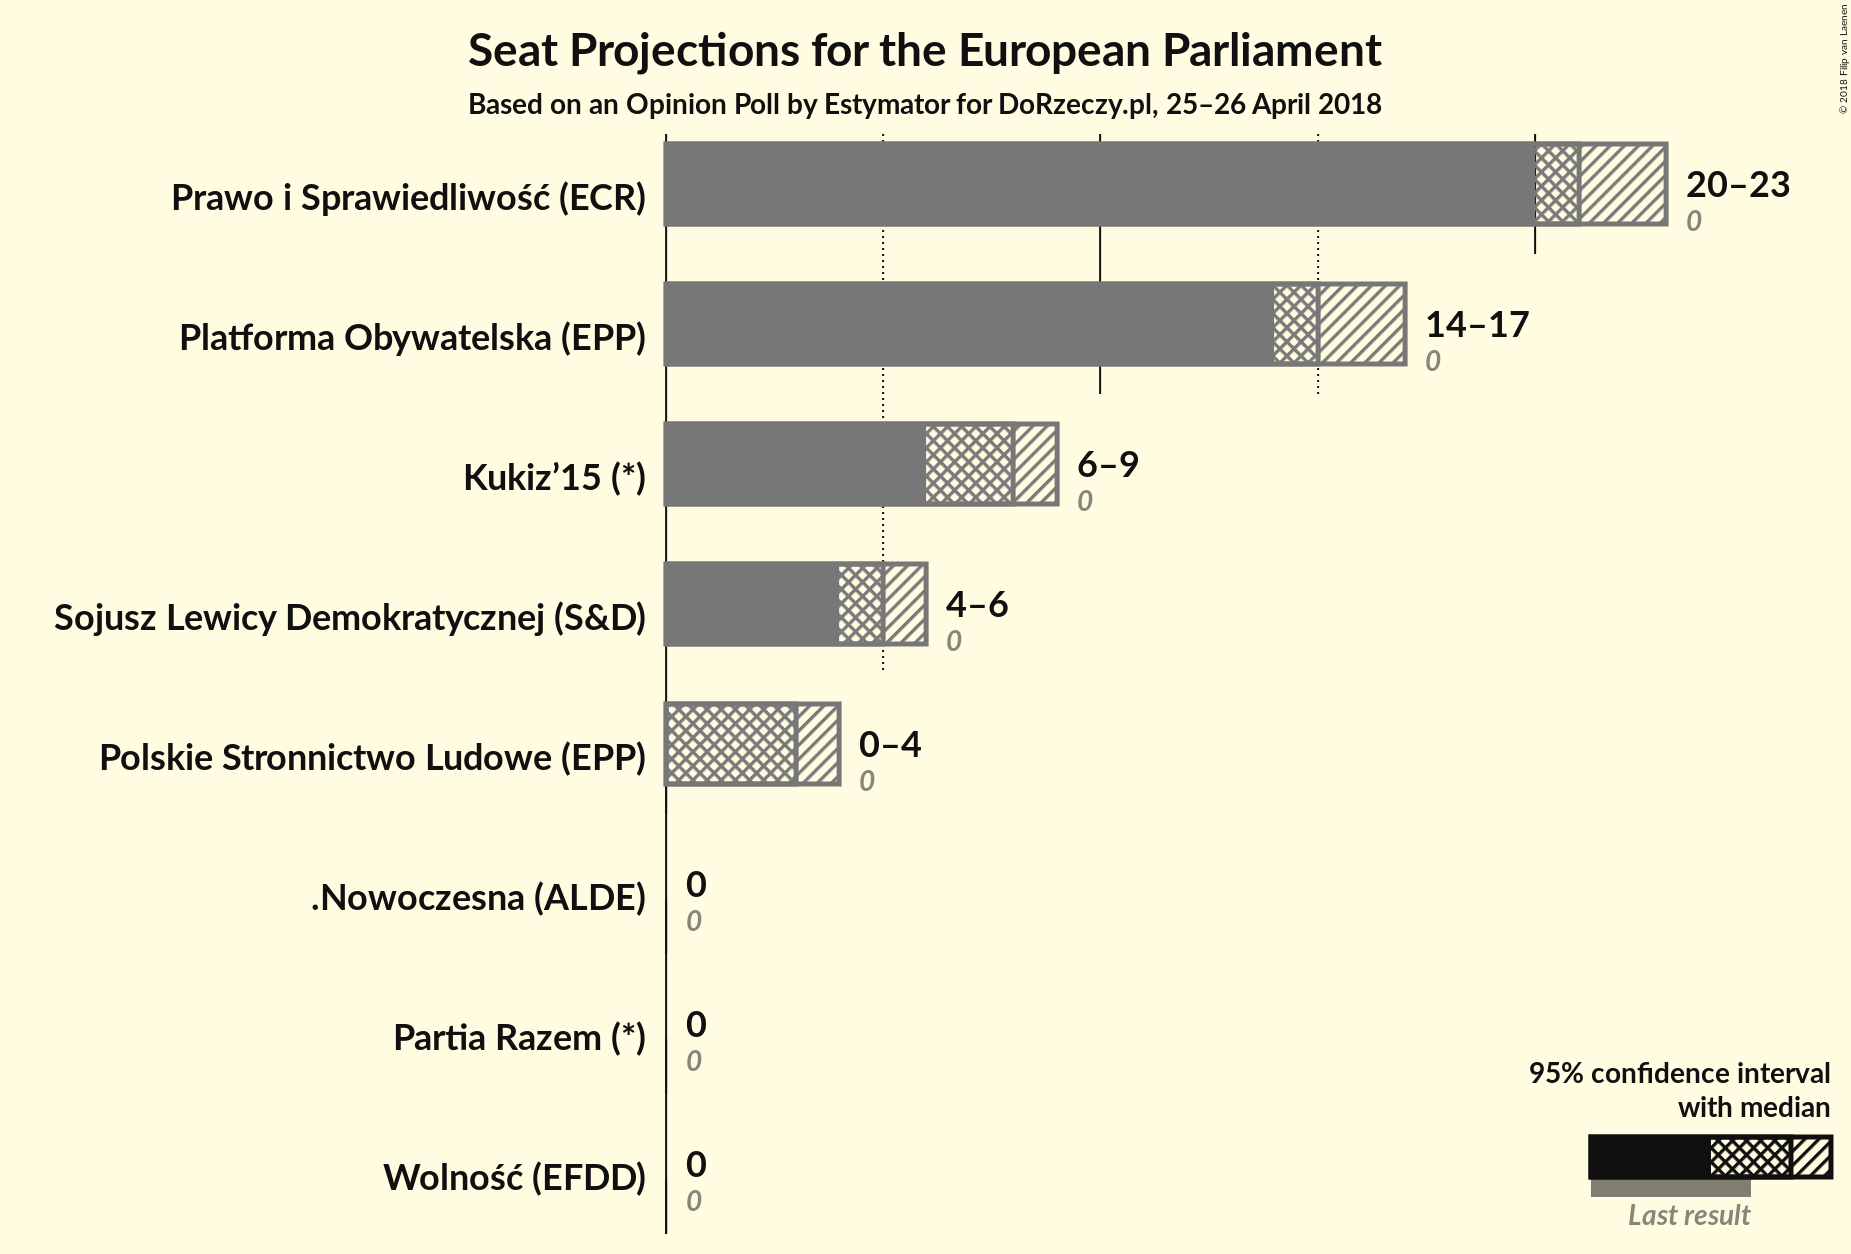 Seat Projections for the European Parliament
Based on an Opinion Poll by Estymator for DoRzeczy.pl, 25–26 April 2018
© 2018 Filip van Laenen
Prawo i Sprawiedliwość (ECR)
20–23
0
Platforma Obywatelska (EPP)
14–17
0
Kukiz’15 (*)
6–9
0
Sojusz Lewicy Demokratycznej (S&D)
4–6
0
Polskie Stronnictwo Ludowe (EPP)
0–4
0
.Nowoczesna (ALDE)
0
0
Partia Razem (*)
0
0
Wolność (EFDD)
0
0
95% confidence interval
with median
Last result